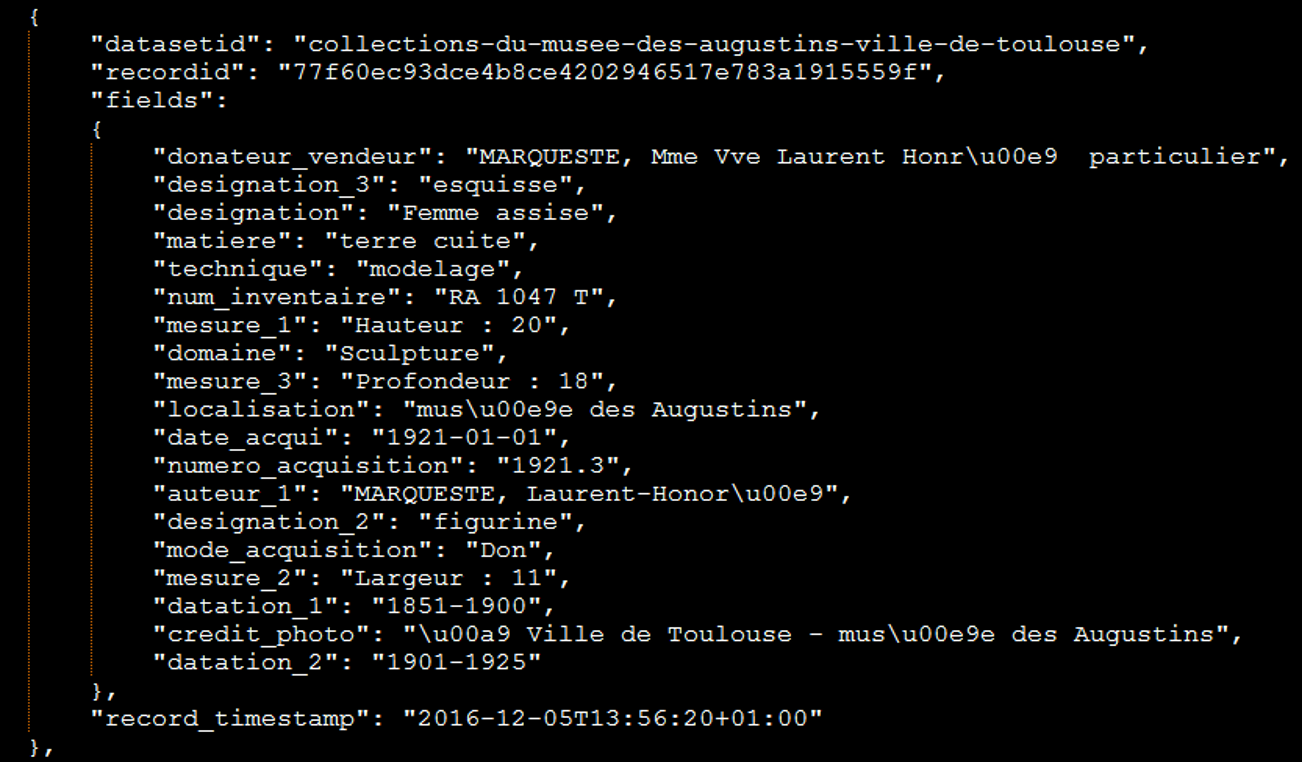 {
"datasetid": "collections-du-musee-des-augustins-ville-de-toulouse",
"recordid": "77f60ec93dce4b8ce4202946517e783a1915559f",
"fields":
{
"donateur_vendeur": "MARQUESTE, Mme Vve Laurent Honr\u00e9  particulier",
"designation_3": "esquisse",
"designation": "Femme assise",
"matiere": "terre cuite",
"technique": "modelage",
"num_inventaire": "RA 1047 T",
"mesure_1": "Hauteur : 20",
"domaine": "Sculpture",
"mesure_3": "Profondeur : 18",
"localisation": "mus\u00e9e des Augustins",
"date_acqui": "1921-01-01",
"numero_acquisition": "1921.3",
"auteur_1": "MARQUESTE, Laurent-Honor\u00e9",
"designation_2": "figurine",
"mode_acquisition": "Don",
"mesure_2": "Largeur : 11",
"datation_1": "1851-1900",
"credit_photo": "\u00a9 Ville de Toulouse - mus\u00e9e des Augustins",
"datation_2": "1901-1925"
},
"record_timestamp": "2016-12-05T13:56:20+01:00"
},